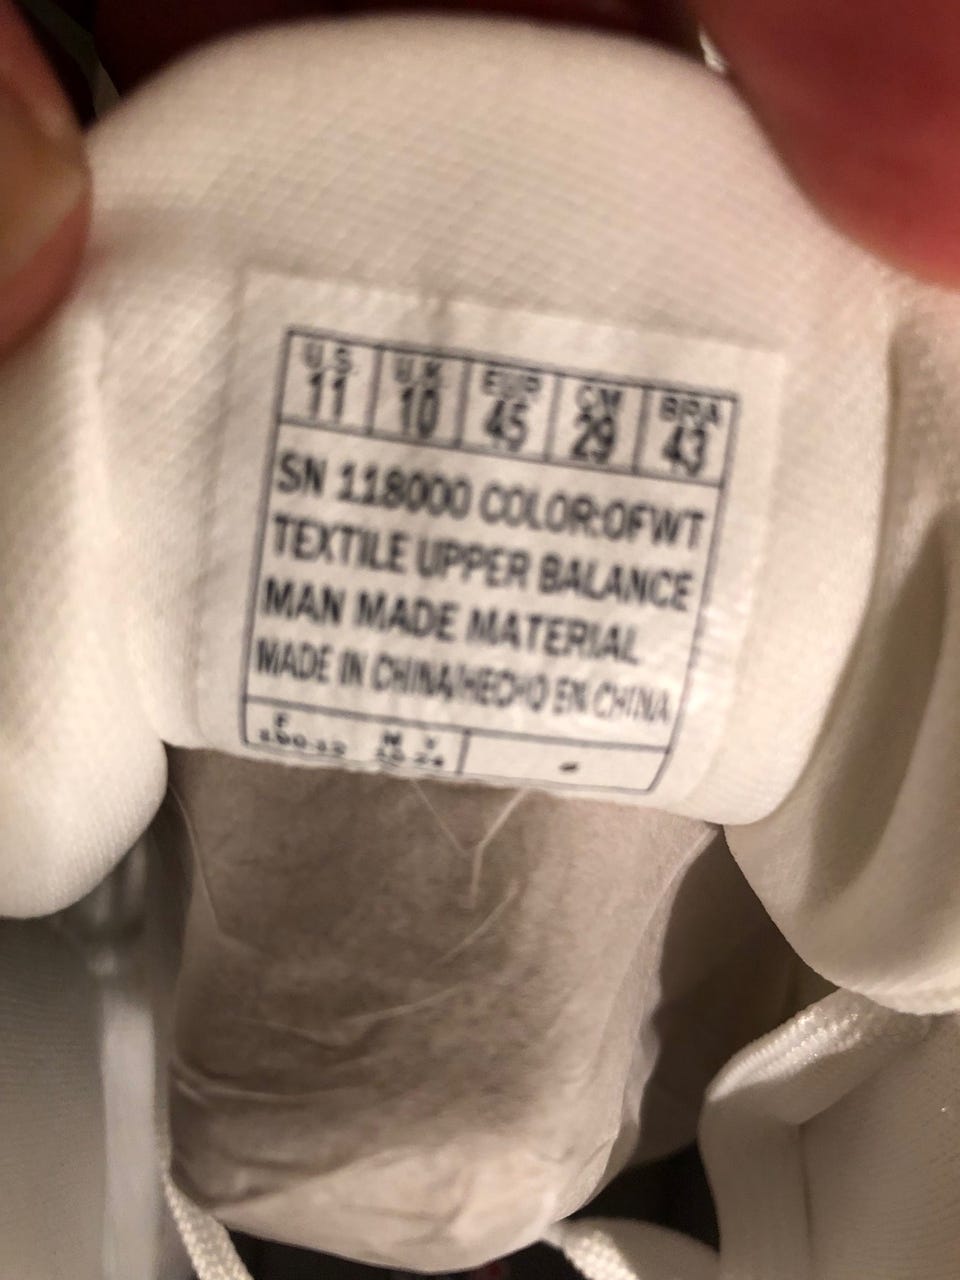 U.S. U.K. EUR CM BRA
11 10 45 29 43
SN 118000 COLOR:OFWT
TEXTILE UPPER BALANCE
MAN MADE MATERIAL
MADE IN CHINA/HECHO EN CHINA
F M Y